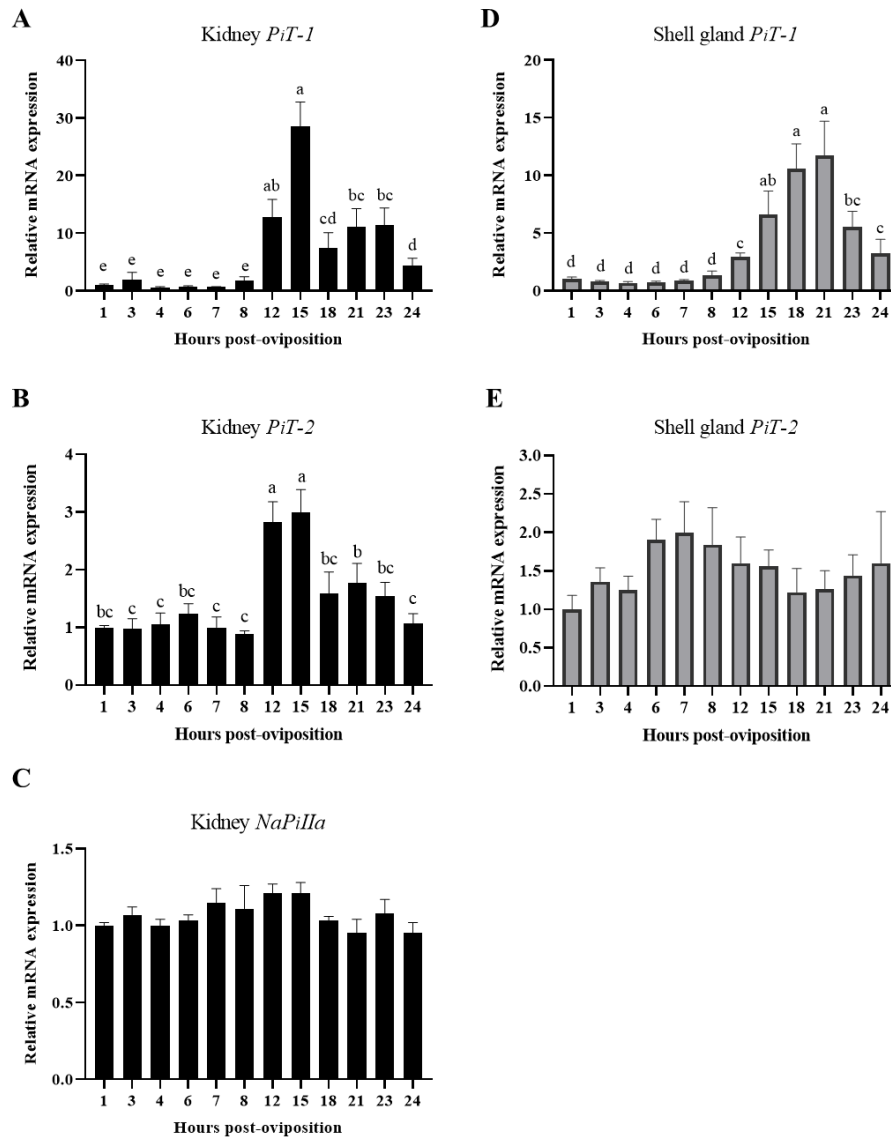 A
Kidney PiT-1
Relative mRNA expression
40
30
20
10
0
e e e e e e ab a cd bc bc d
1 3 4 6 7 8 12 15 18 21 23 24
Hours post-oviposition
D
Shell gland PiT-1
Relative mRNA expression
20
15
10
5
0
d d d d d d c ab a a bc c
1 3 4 6 7 8 12 15 18 21 23 24
Hours post-oviposition
B
Kidney PiT-2
Relative mRNA expression
4
3
2
1
0
bc c c bc c c a a bc b bc c
1 3 4 6 7 8 12 15 18 21 23 24
Hours post-oviposition
E
Shell gland PiT-2
Relative mRNA expression
3.0
2.5
2.0
1.5
1.0
0.5
0.0
1 3 4 6 7 8 12 15 18 21 23 24
Hours post-oviposition
C
Kidney NaPiIIa
Relative mRNA expression
1.5
1.0
0.5
0.0
1 3 4 6 7 8 12 15 18 21 23 24
Hours post-oviposition